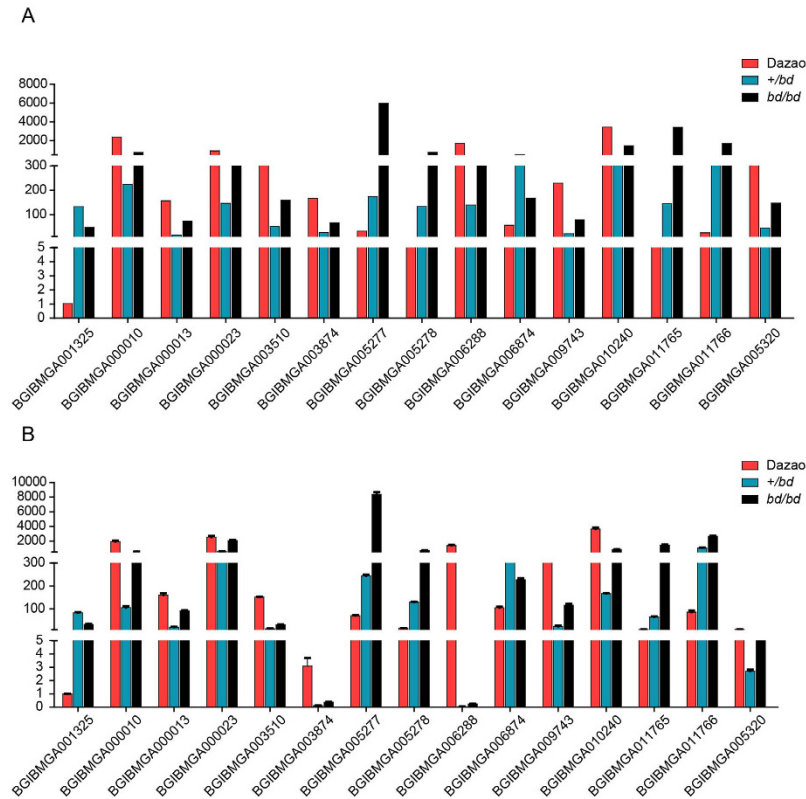 A
Dazao
+/bd
bd/bd
8000
6000
4000
2000
300
200
100
5
4
3
2
1
0
BGIBMGA001325
BGIBMGA000010
BGIBMGA000013
BGIBMGA000023
BGIBMGA003510
BGIBMGA003874
BGIBMGA005277
BGIBMGA005278
BGIBMGA006288
BGIBMGA006874
BGIBMGA009743
BGIBMGA010240
BGIBMGA011765
BGIBMGA011766
BGIBMGA005320
B
Dazao
+/bd
bd/bd
10000
8000
6000
4000
2000
300
200
100
5
4
3
2
1
0
BGIBMGA001325
BGIBMGA000010
BGIBMGA000013
BGIBMGA000023
BGIBMGA003510
BGIBMGA003874
BGIBMGA005277
BGIBMGA005278
BGIBMGA006288
BGIBMGA006874
BGIBMGA009743
BGIBMGA010240
BGIBMGA011765
BGIBMGA011766
BGIBMGA005320